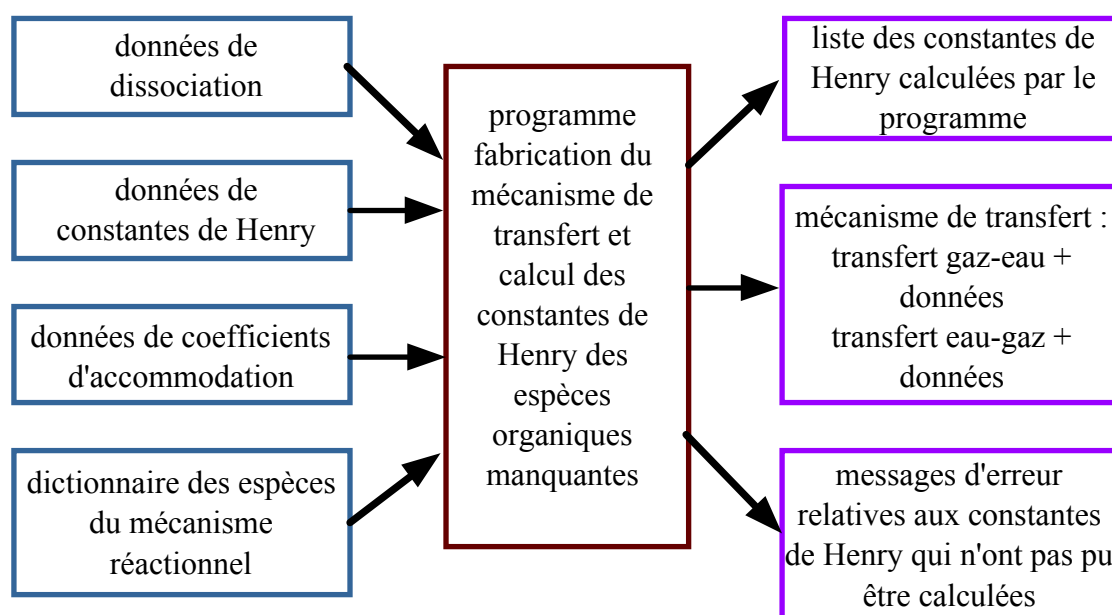 données de
dissociation
données de
constantes de Henry
données de coefficients
d'accommodation
dictionnaire des espèces
du mécanisme
réactionnel
programme
fabrication du
mécanisme de
transfert et
calcul des
constantes de
Henry des
espèces
organiques
manquantes
liste des constantes de
Henry calculées par le
programme
mécanisme de transfert :
transfert gaz-eau +
données
transfert eau-gaz +
données
messages d'erreur
relatives aux constantes
de Henry qui n'ont pas pu
être calculées